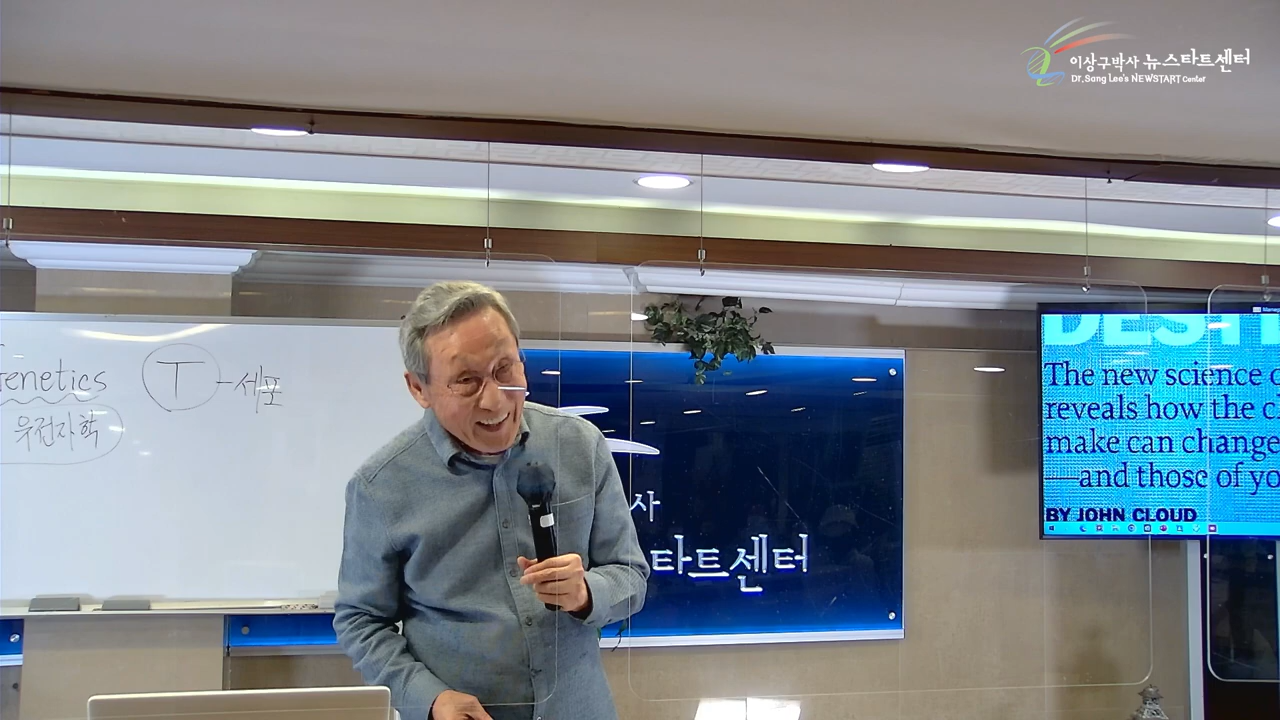 이상구박사 뉴스타트센터
Dr. Sang Lee's NEWSTART Center
genetics
T-세포
유전자학
사
스타트센터
The new science o
reveals how the c
make can change
—and those of yo
BY JOHN CLOUD